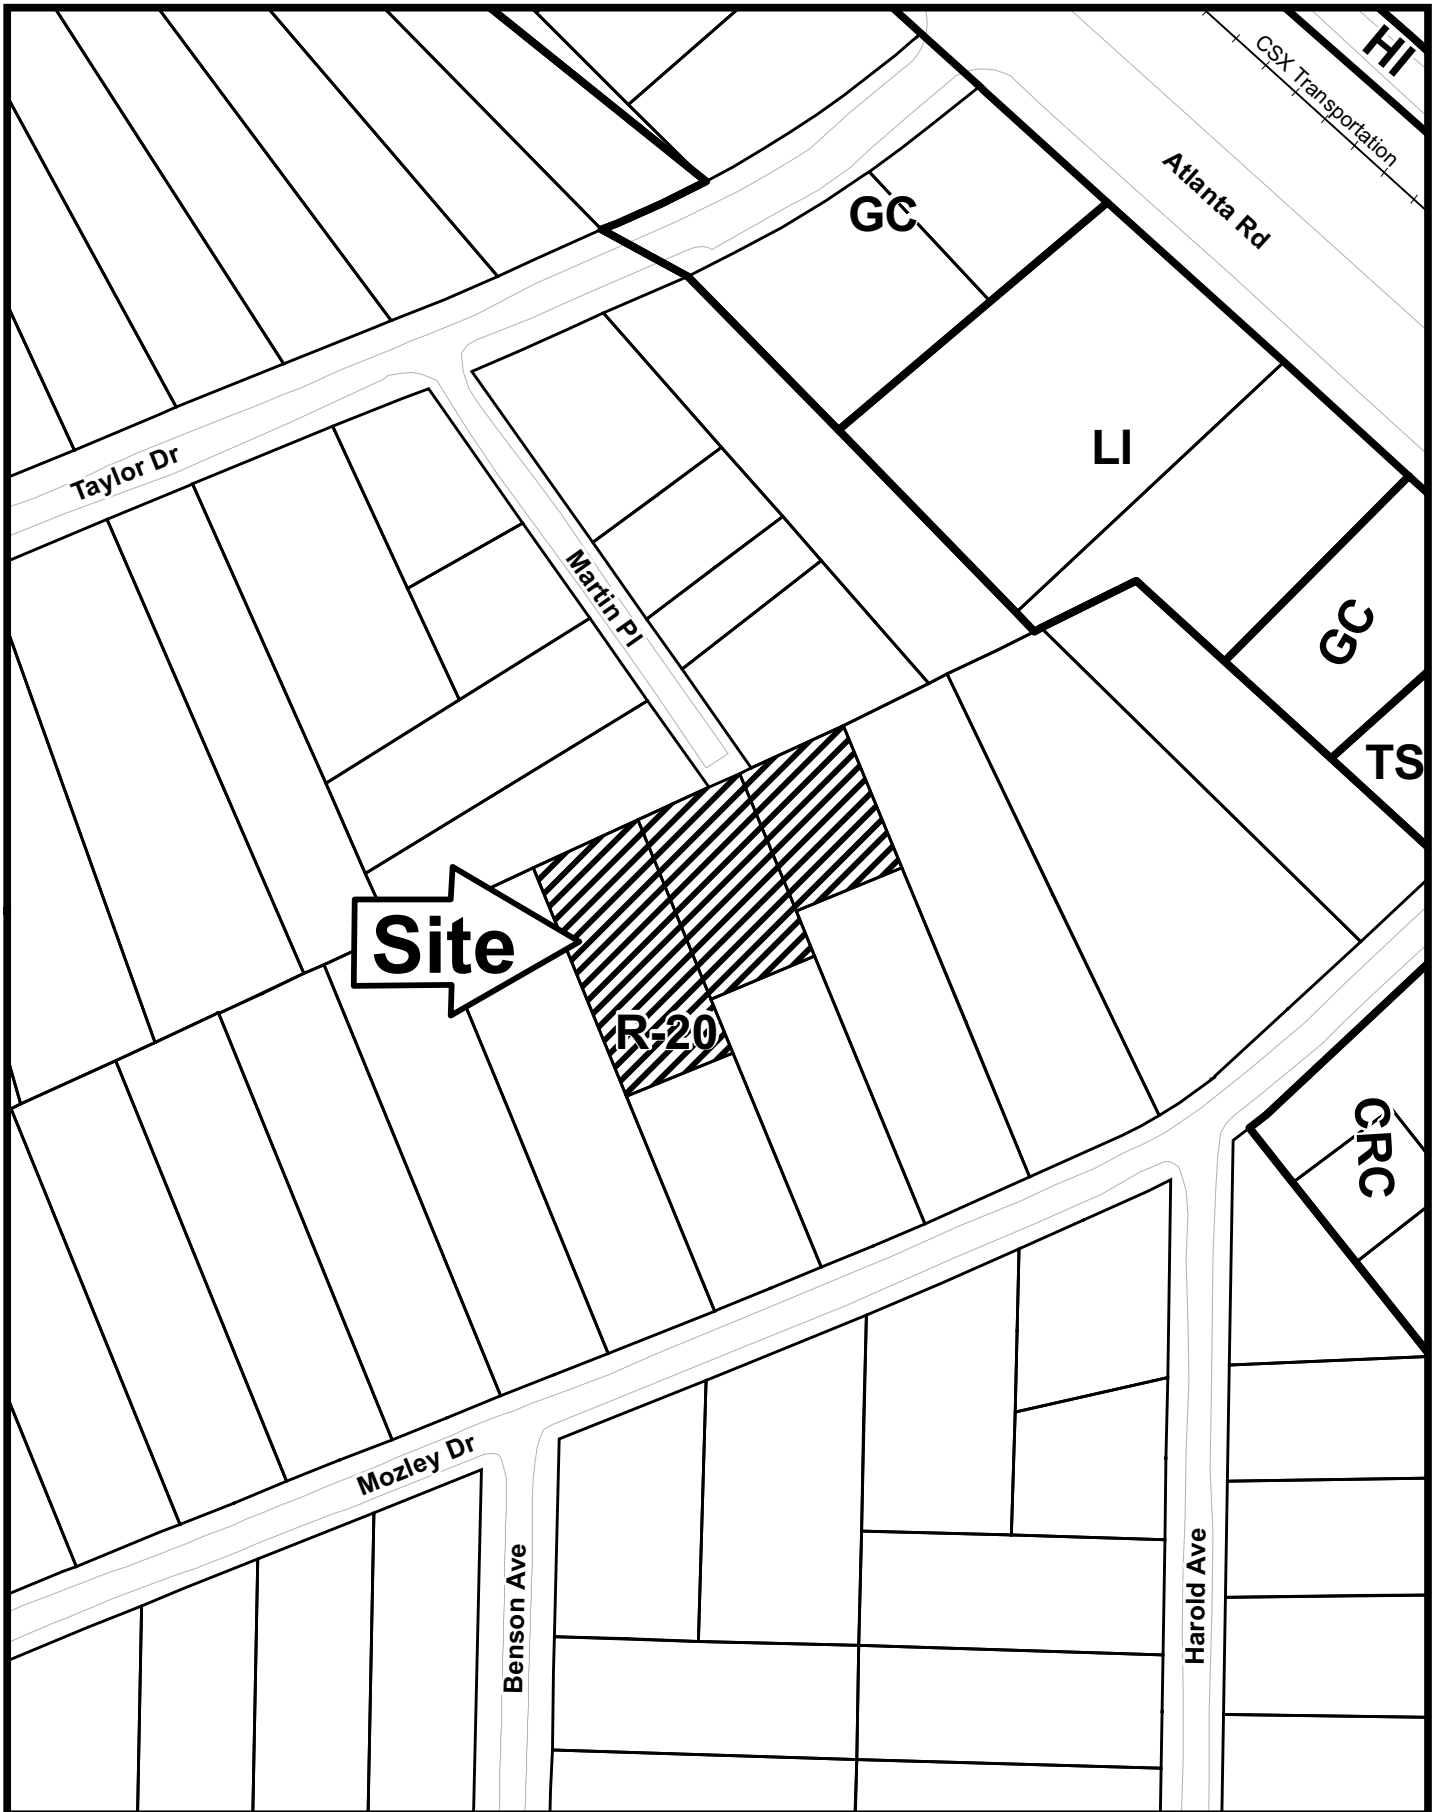 HI
CSX Transportation
Atlanta Rd
GC
LI
Taylor Dr
Martin Pl
GC
TS
Site
R-20
CRC
Mozley Dr
Benson Ave
Harold Ave